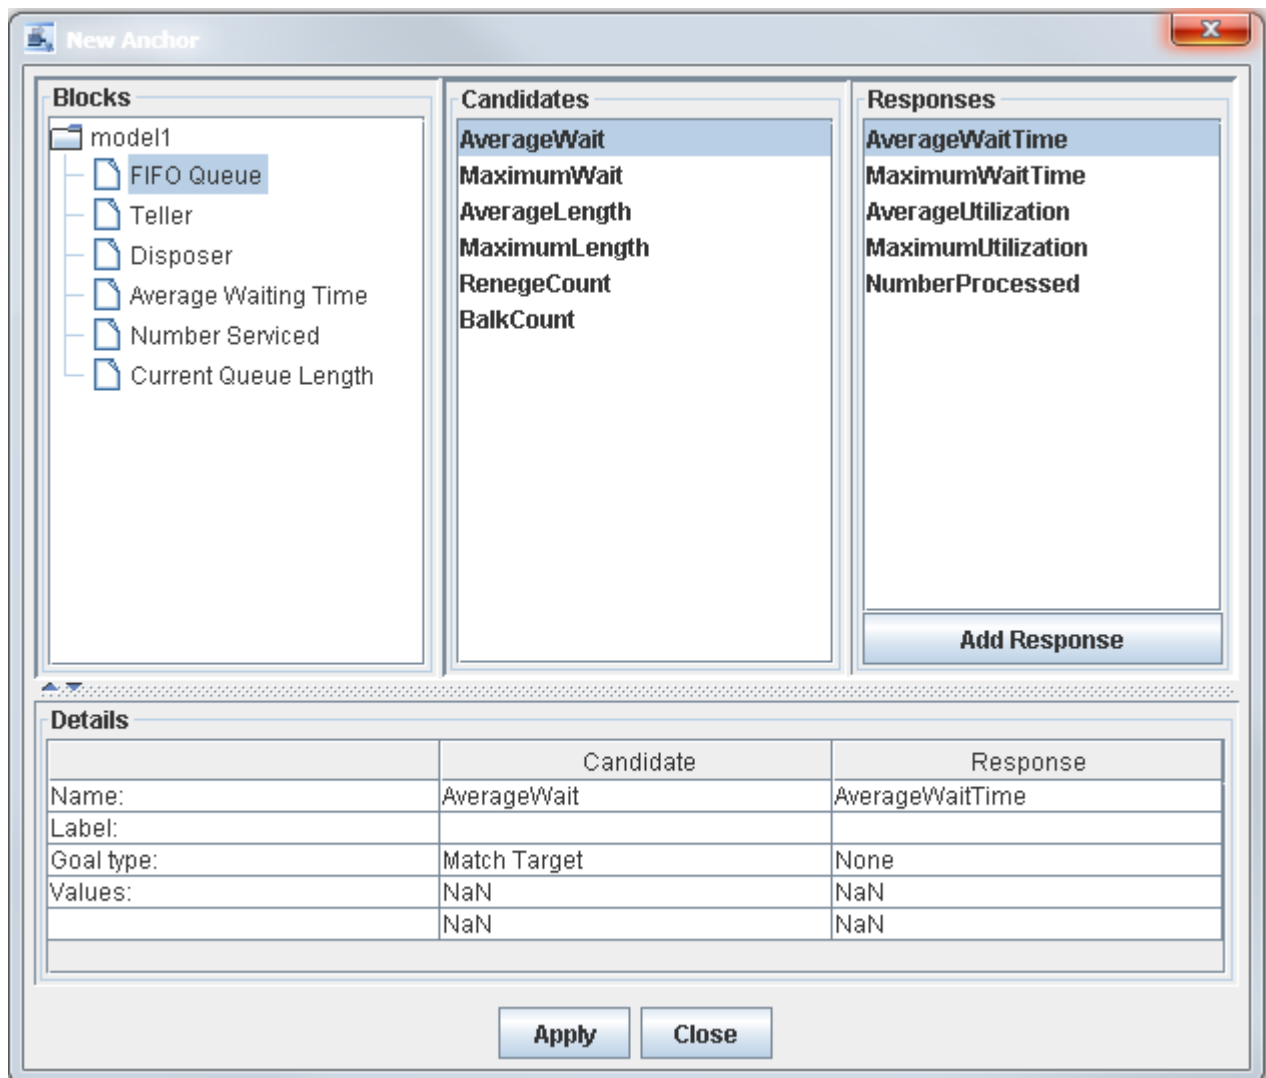 New Anchor
x
Blocks
model1
FIFO Queue
Teller
Disposer
Average Waiting Time
Number Serviced
Current Queue Length
Candidates
AverageWait
MaximumWait
AverageLength
MaximumLength
RenegeCount
BalkCount
Responses
AverageWaitTime
MaximumWaitTime
AverageUtilization
MaximumUtilization
NumberProcessed
Add Response
Details
Candidate Response
Name: AverageWait AverageWaitTime
Label:
Goal type: Match Target None
Values: NaN NaN
NaN NaN
Apply Close